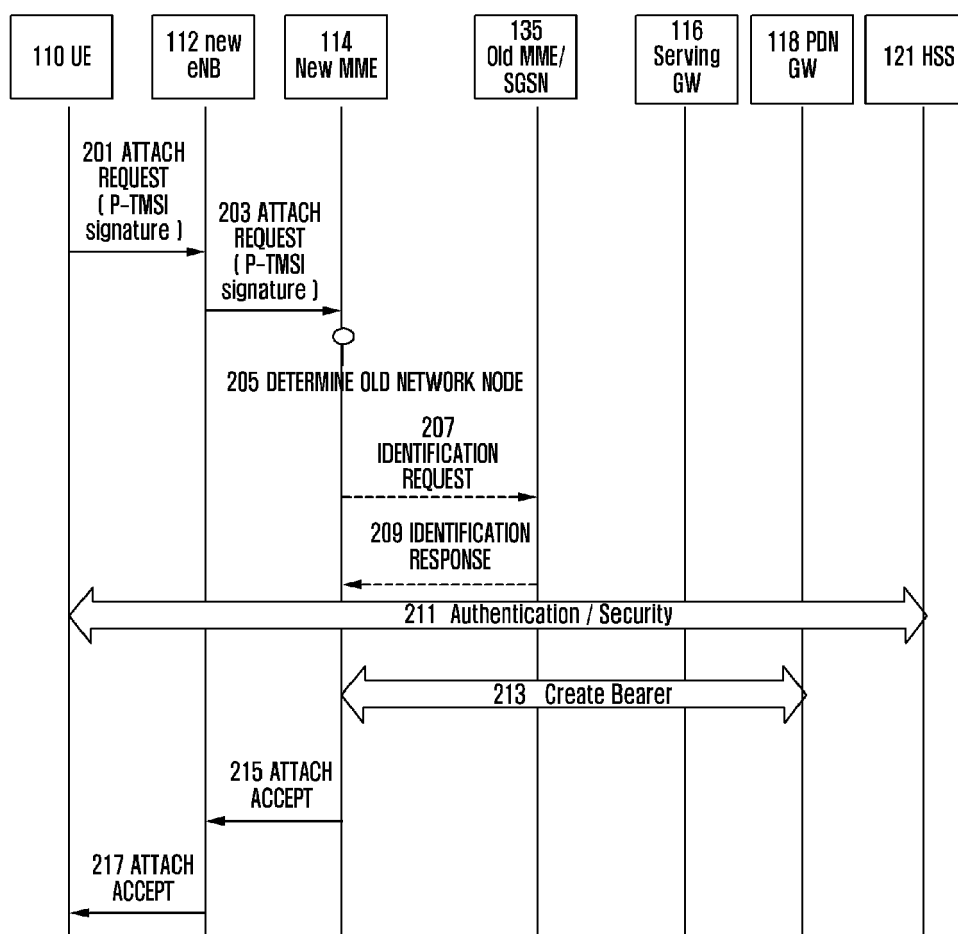 110 UE
112 new
eNB
114
New MME
135
Old MME/
SGSN
116
Serving
GW
118 PDN
GW
121 HSS
201 ATTACH
REQUEST
( P-TMSI
signature )
203 ATTACH
REQUEST
( P-TMSI
signature )
205 DETERMINE OLD NETWORK NODE
207
IDENTIFICATION
REQUEST
209 IDENTIFICATION
RESPONSE
211 Authentication / Security
213 Create Bearer
215 ATTACH
ACCEPT
217 ATTACH
ACCEPT